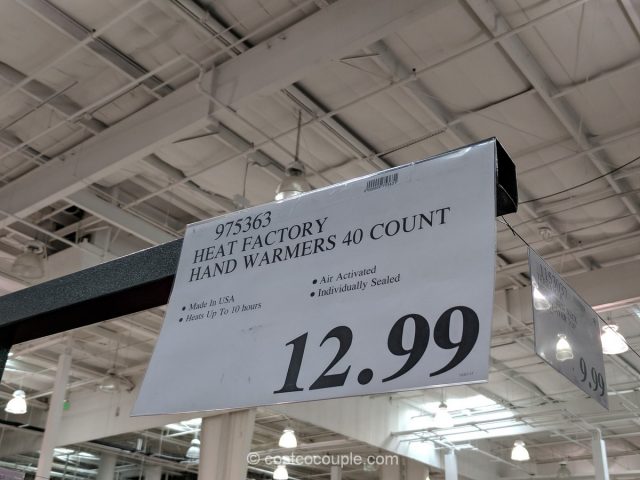 975363
HEAT FACTORY
HAND WARMERS 40 COUNT
• Made In USA
• Heats Up To 10 hours
• Air Activated
• Individually Sealed
12.99
9.99
costcocouple.com